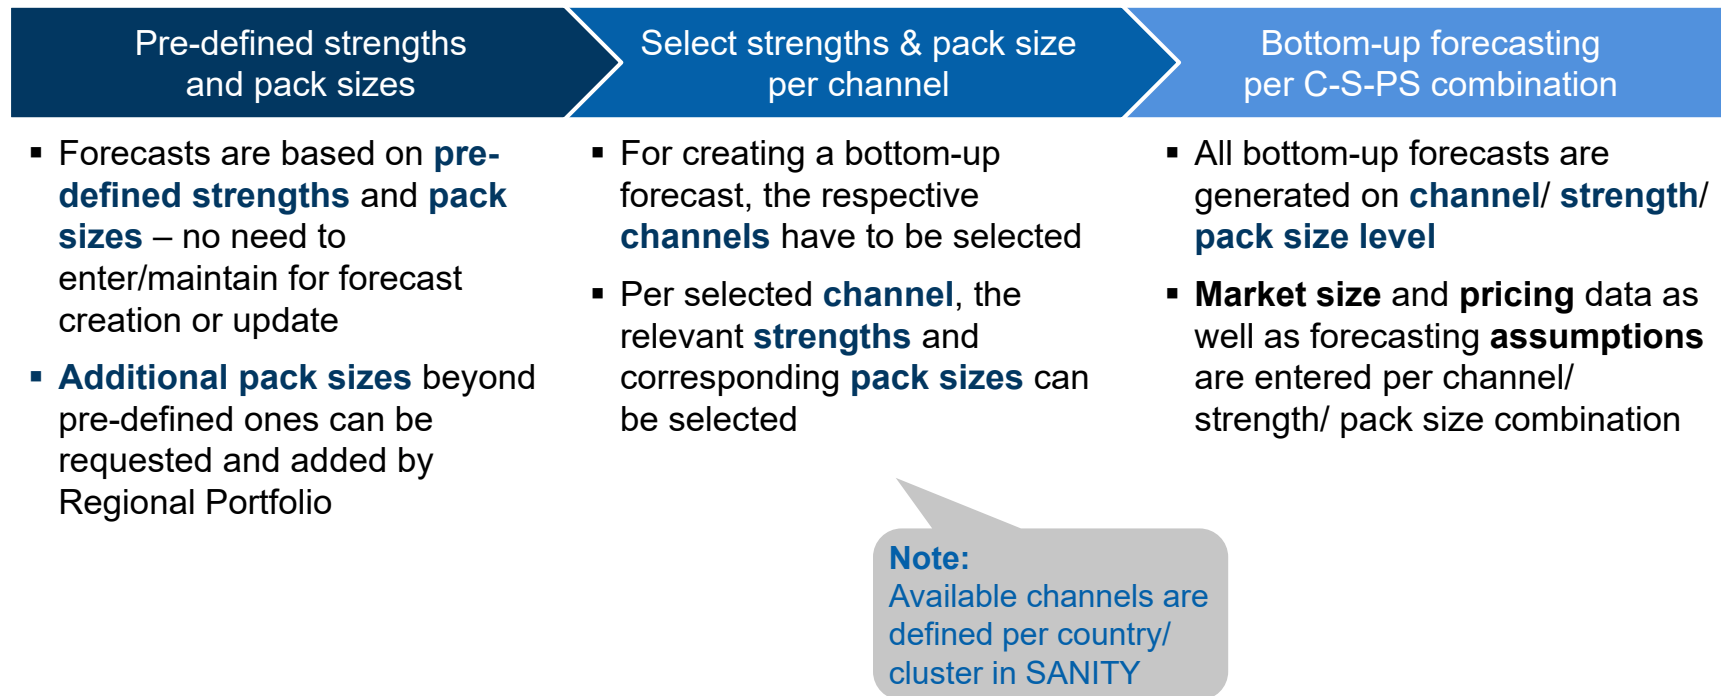 Pre-defined strengths
and pack sizes
Select strengths & pack size
per channel
Bottom-up forecasting
per C-S-PS combination
▪ Forecasts are based on pre-
defined strengths and pack
sizes – no need to
enter/maintain for forecast
creation or update
▪ Additional pack sizes beyond
pre-defined ones can be
requested and added by
Regional Portfolio
▪ For creating a bottom-up
forecast, the respective
channels have to be selected
▪ Per selected channel, the
relevant strengths and
corresponding pack sizes can
be selected
▪ All bottom-up forecasts are
generated on channel/ strength/
pack size level
▪ Market size and pricing data as
well as forecasting assumptions
are entered per channel/
strength/ pack size combination
Note:
Available channels are
defined per country/
cluster in SANITY